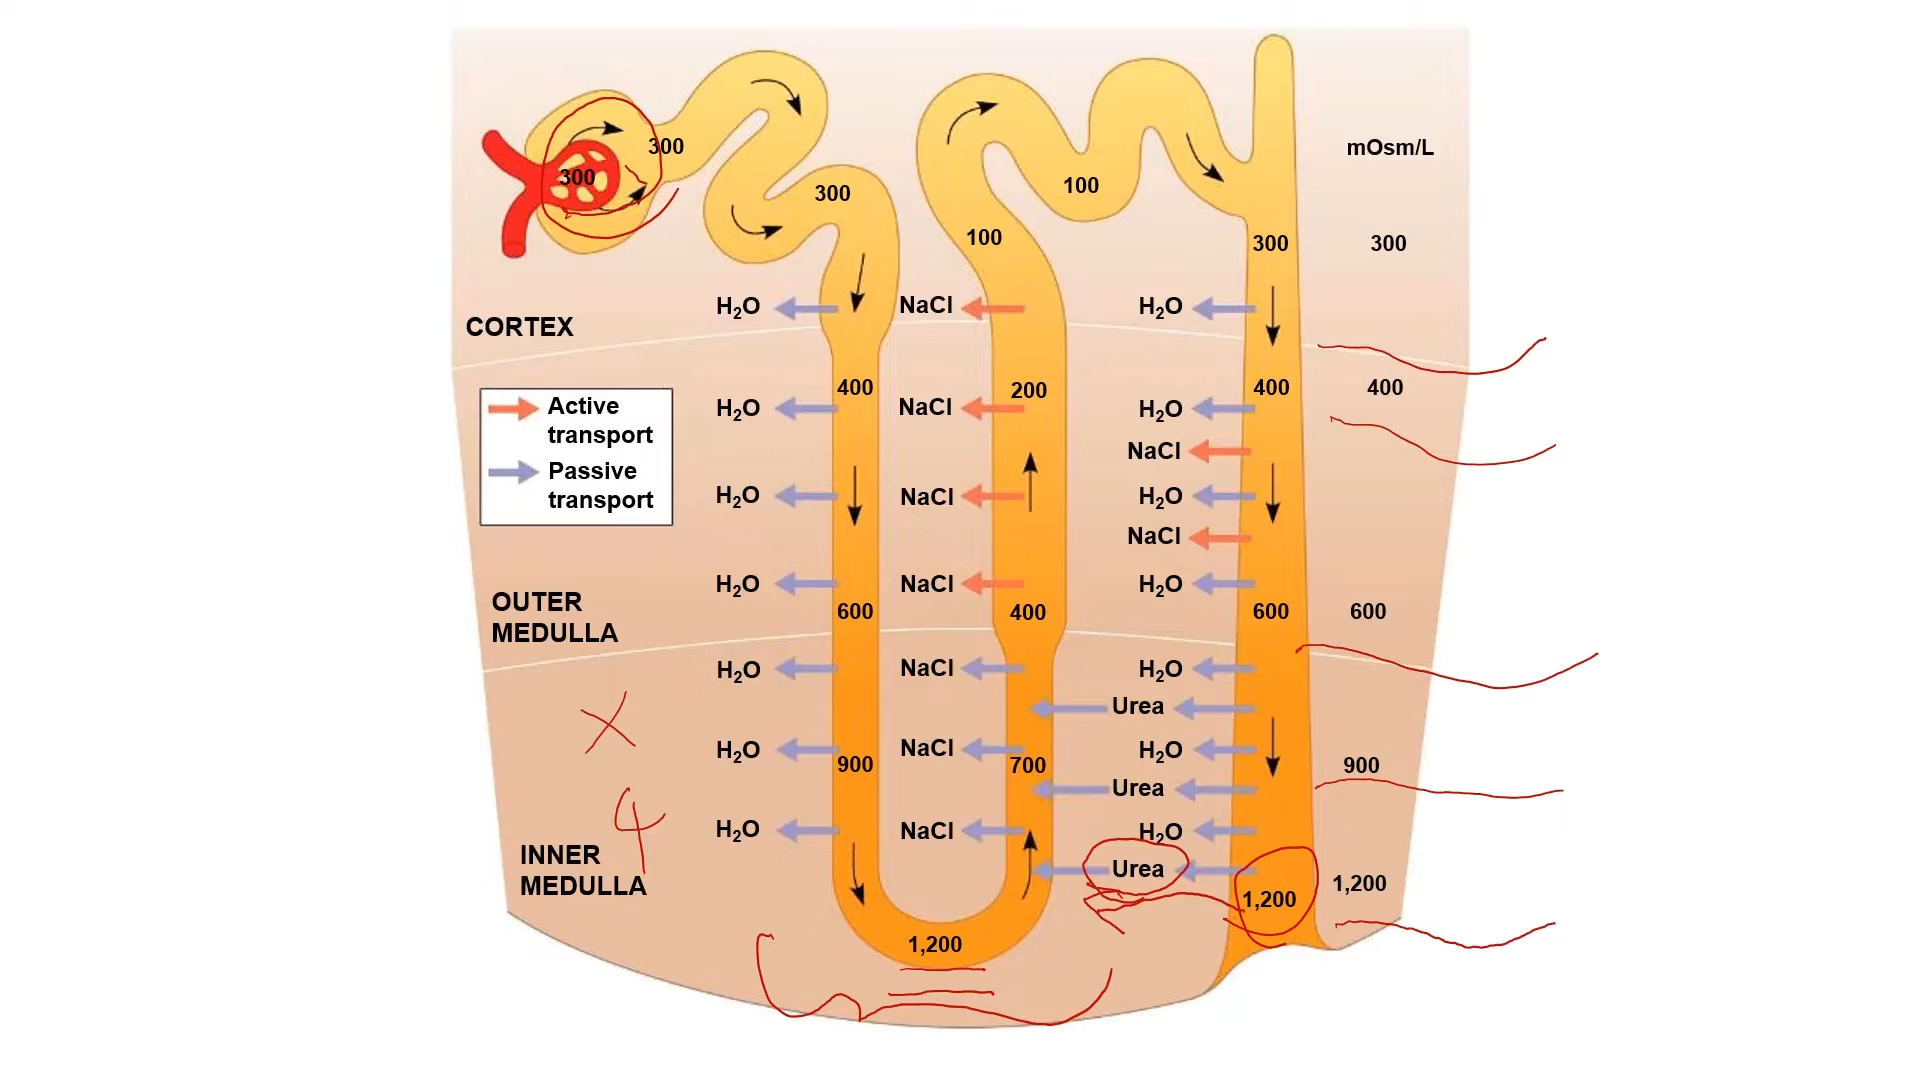 300
300
300
100
100
mOsm/L
300
300
H₂O
NaCl
H₂O
CORTEX
Active
transport
Passive
transport
400
200
400
400
H₂O
NaCl
H₂O
NaCl
H₂O
NaCl
H₂O
NaCl
H₂O
NaCl
H₂O
OUTER
MEDULLA
600
400
600
600
H₂O
NaCl
H₂O
Urea
H₂O
NaCl
H₂O
900
700
900
Urea
H₂O
NaCl
H₂O
INNER
MEDULLA
Urea
1,200
1,200
1,200
X
4